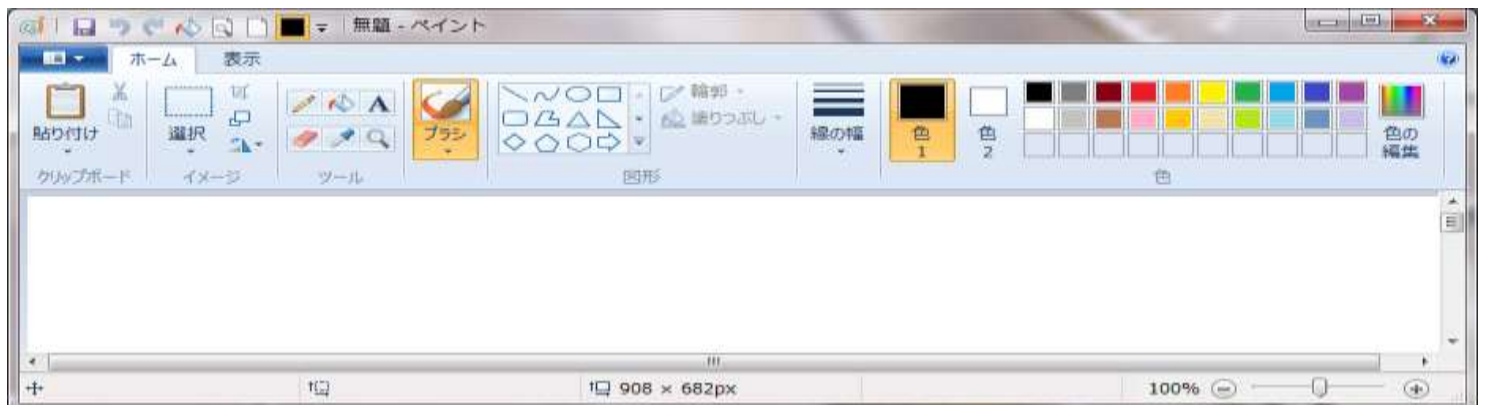 無題 - ペイント
ホーム 表示
貼り付け
クリップボード
選択
イメージ
A
ツール
ブラシ
輪郭
塗りつぶし
図形
線の幅
色
1
色
2
色の
編集
色
908 × 682px
100%